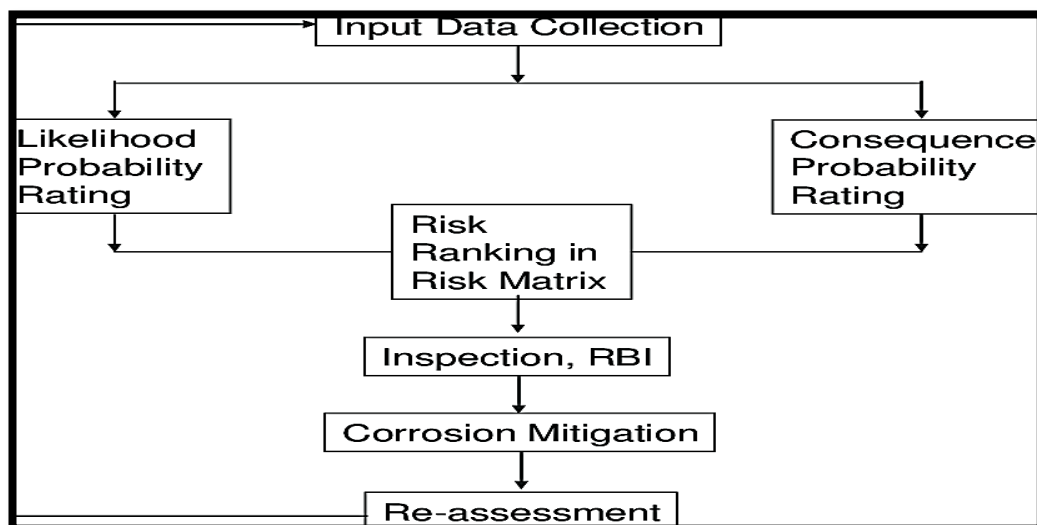 Input Data Collection
Likelihood
Probability
Rating
Consequence
Probability
Rating
Risk
Ranking in
Risk Matrix
Inspection, RBI
Corrosion Mitigation
Re-assessment